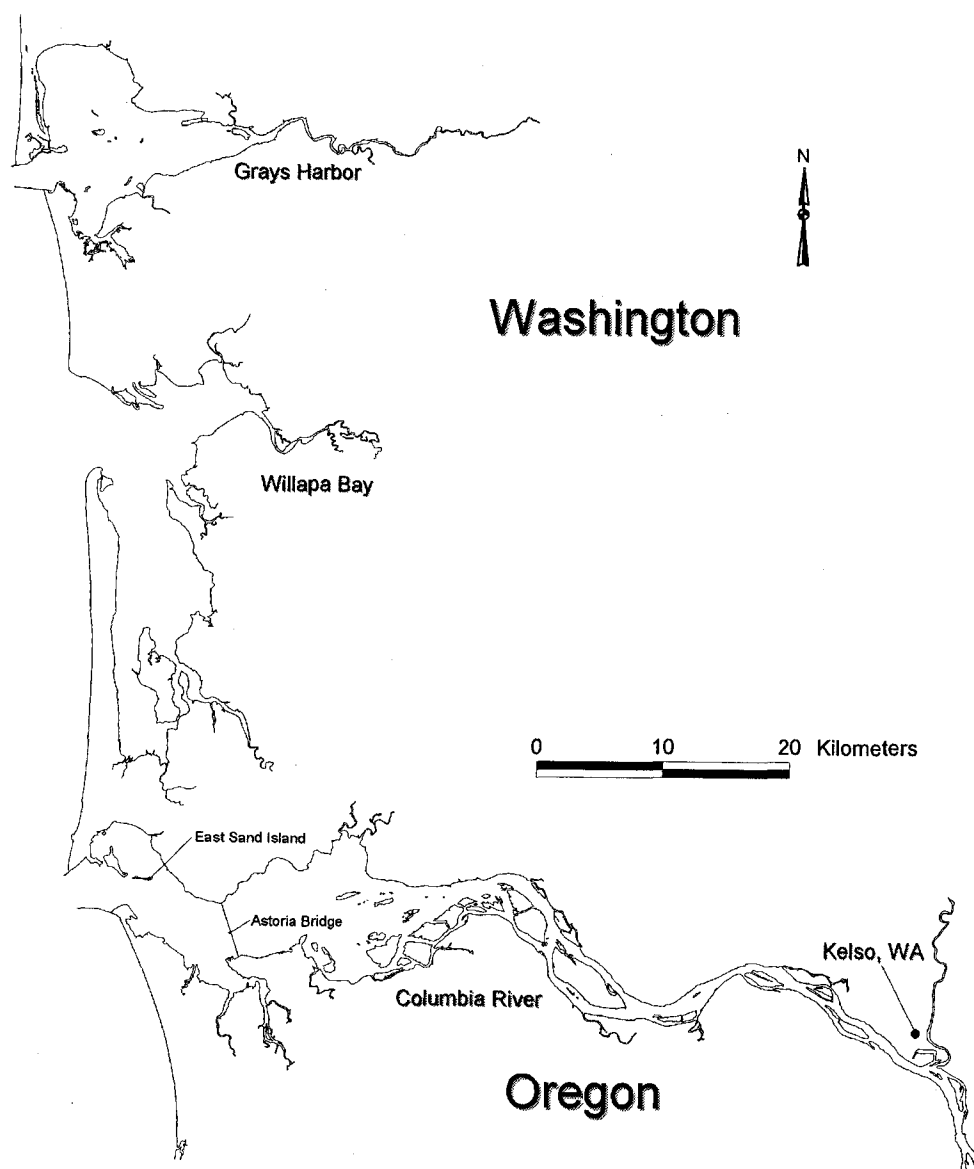 Grays Harbor
N
Washington
Willapa Bay
0 10 20 Kilometers
East Sand Island
Astoria Bridge
Kelso, WA
Columbia River
Oregon